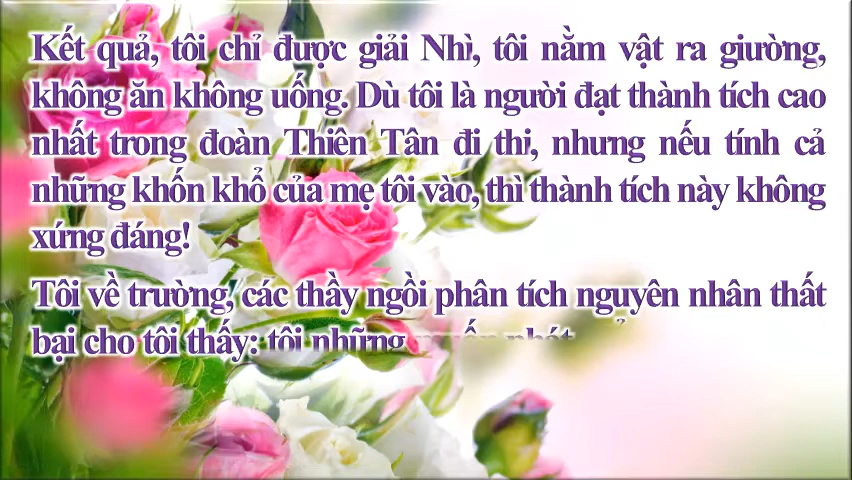 Kết quả, tôi chỉ được giải Nhì, tôi nằm vật ra giường,
không ăn không uống. Dù tôi là người đạt thành tích cao
nhất trong đoàn Thiên Tân đi thi, nhưng nếu tính cả
những khốn khổ của mẹ tôi vào, thì thành tích này không
xứng đáng!
Tôi về trường, các thầy ngồi phân tích nguyên nhân thất
bại cho tôi thấy: tôi những